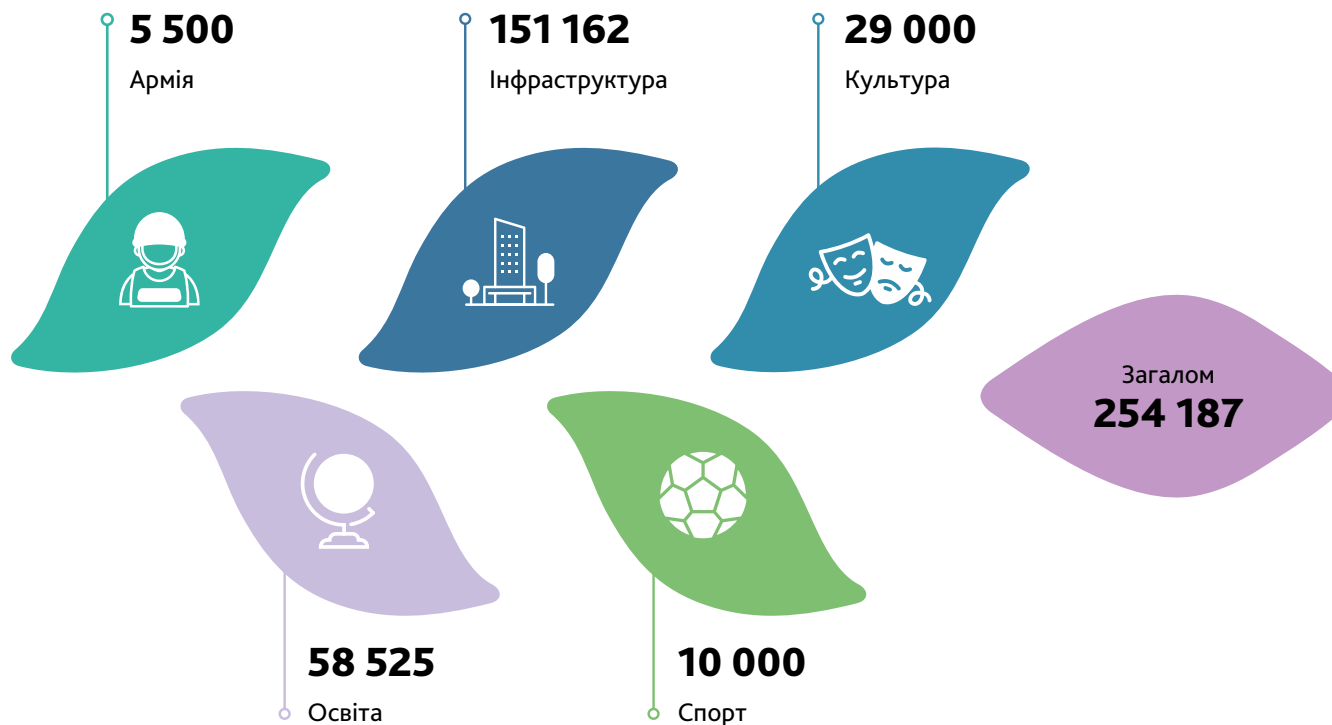 5 500
Армія
151 162
Інфраструктура
29 000
Культура
Загалом
254 187
58 525
Освіта
10 000
Спорт